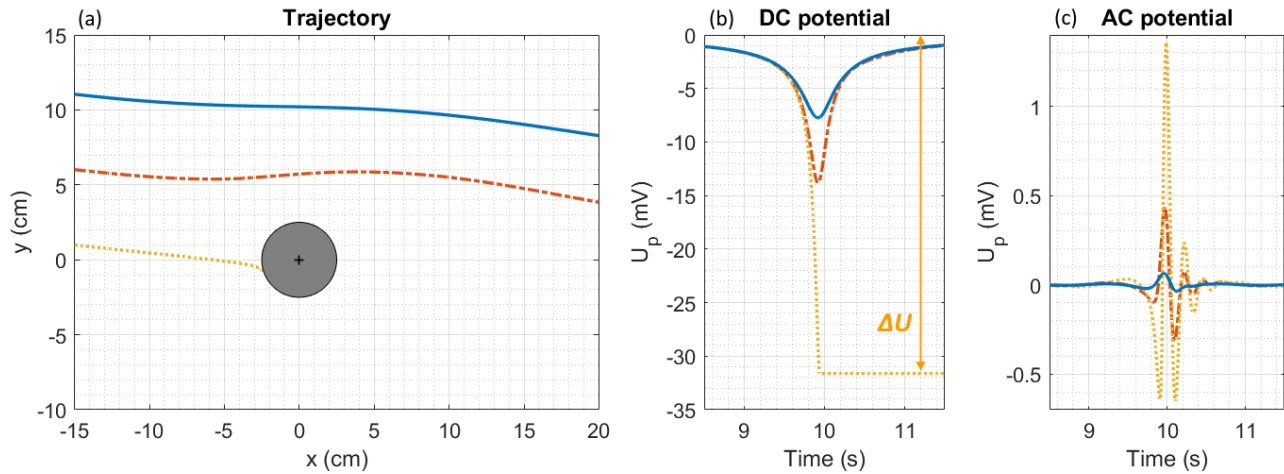 (a) Trajectory
15
10
5
0
-5
-10
-15 -10 -5 0 5 10 15 20
x (cm)
y (cm)
(b) DC potential
0
-5
-10
-15
-20
-25
-30
-35
9 10 11
Time (s)
U_p (mV)
ΔU
(c) AC potential
1
0.5
0
-0.5
9 10 11
Time (s)
U_p (mV)